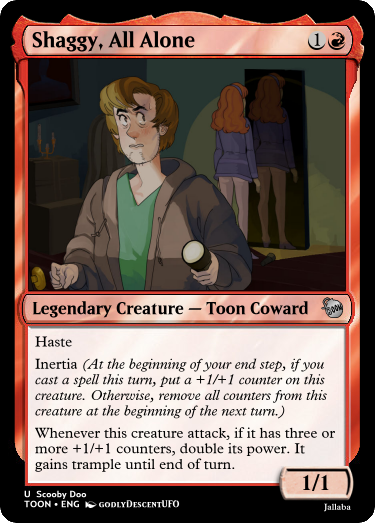 Shaggy, All Alone 1
Legendary Creature — Toon Coward BOOM
Haste
Inertia (At the beginning of your end step, if you
cast a spell this turn, put a +1/+1 counter on this
creature. Otherwise, remove all counters from this
creature at the beginning of the next turn.)
Whenever this creature attack, if it has three or
more +1/+1 counters, double its power. It
gains trample until end of turn.
1/1
U Scooby Doo
TOON • ENG GODLYDESCENTUFO
Jallaba